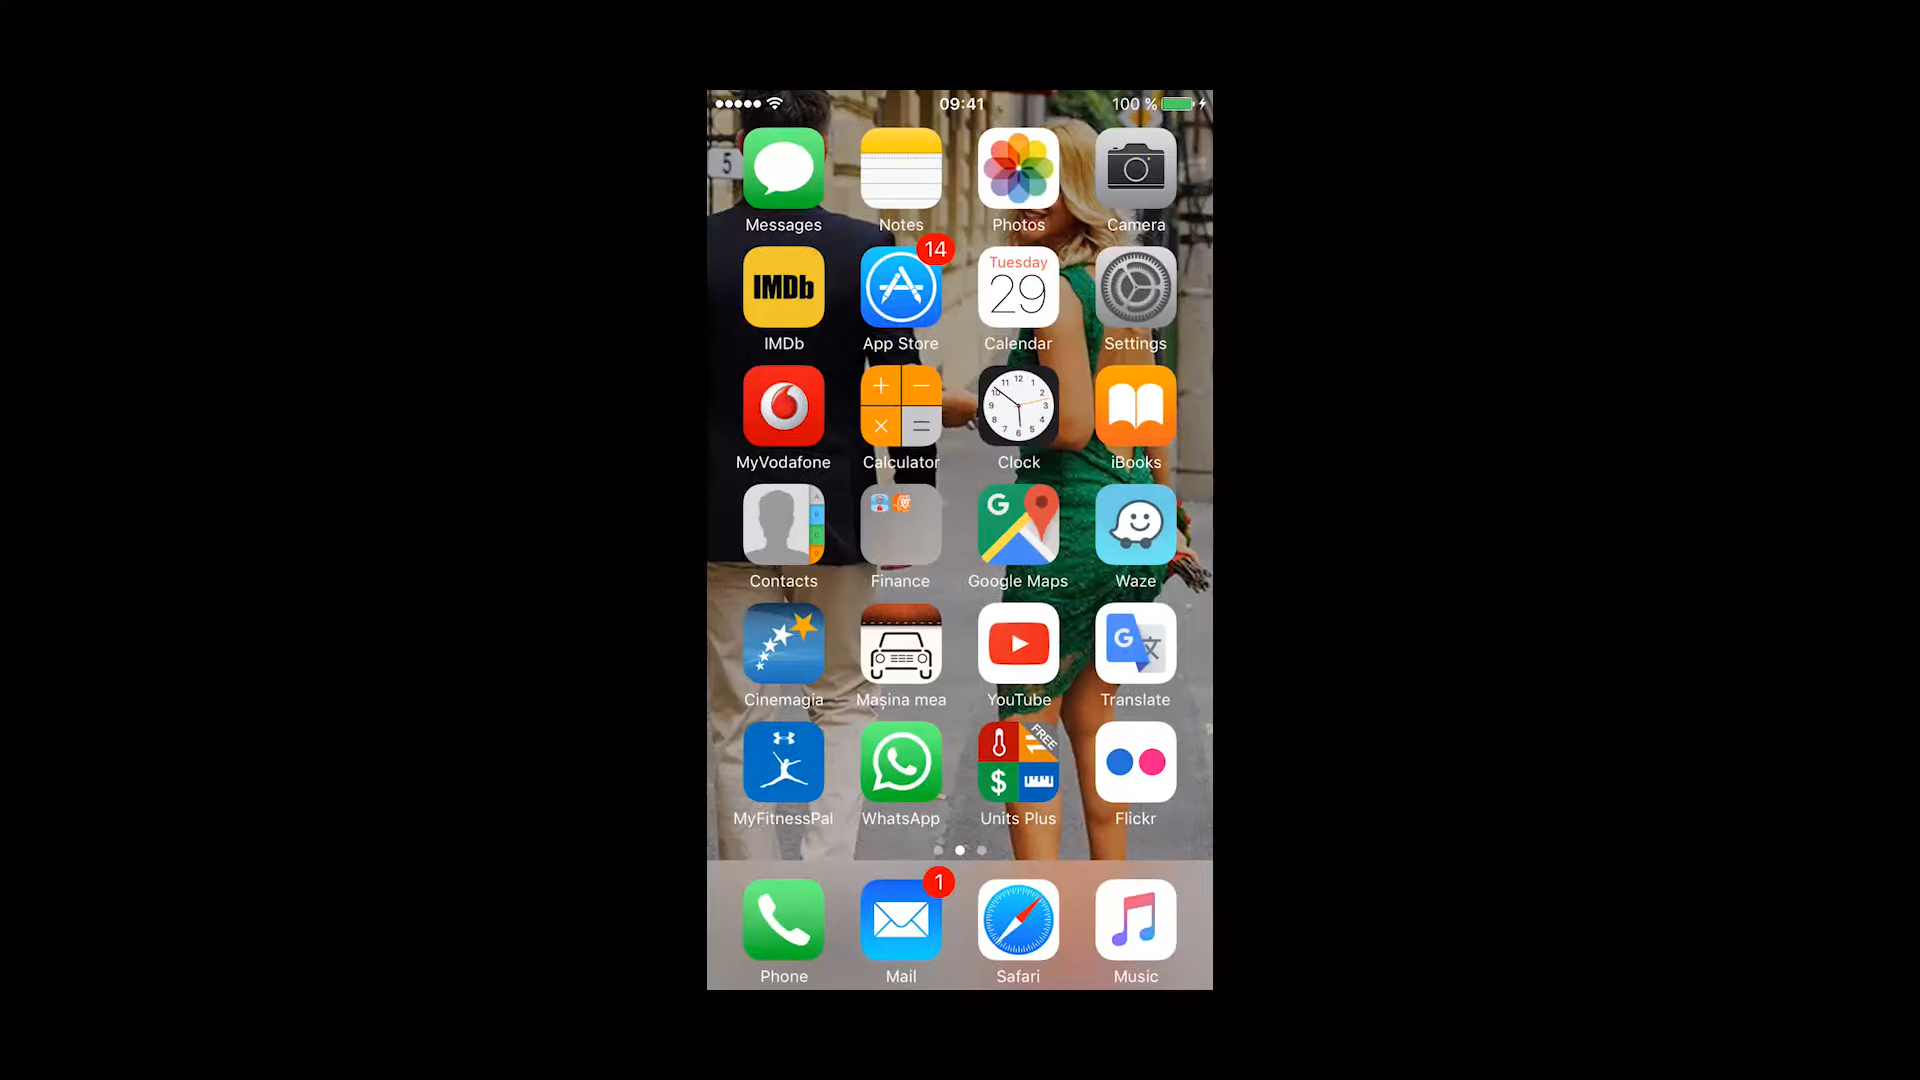 09:41 100 %
5
Messages Notes Photos Camera
14
IMDb Tuesday 29
IMDb App Store Calendar Settings
MyVodafone Calculator Clock iBooks
G
Contacts Finance Google Maps Waze
G 文
Cinemagia Mașina mea YouTube Translate
FREE
$
MyFitnessPal WhatsApp Units Plus Flickr
1
Phone Mail Safari Music